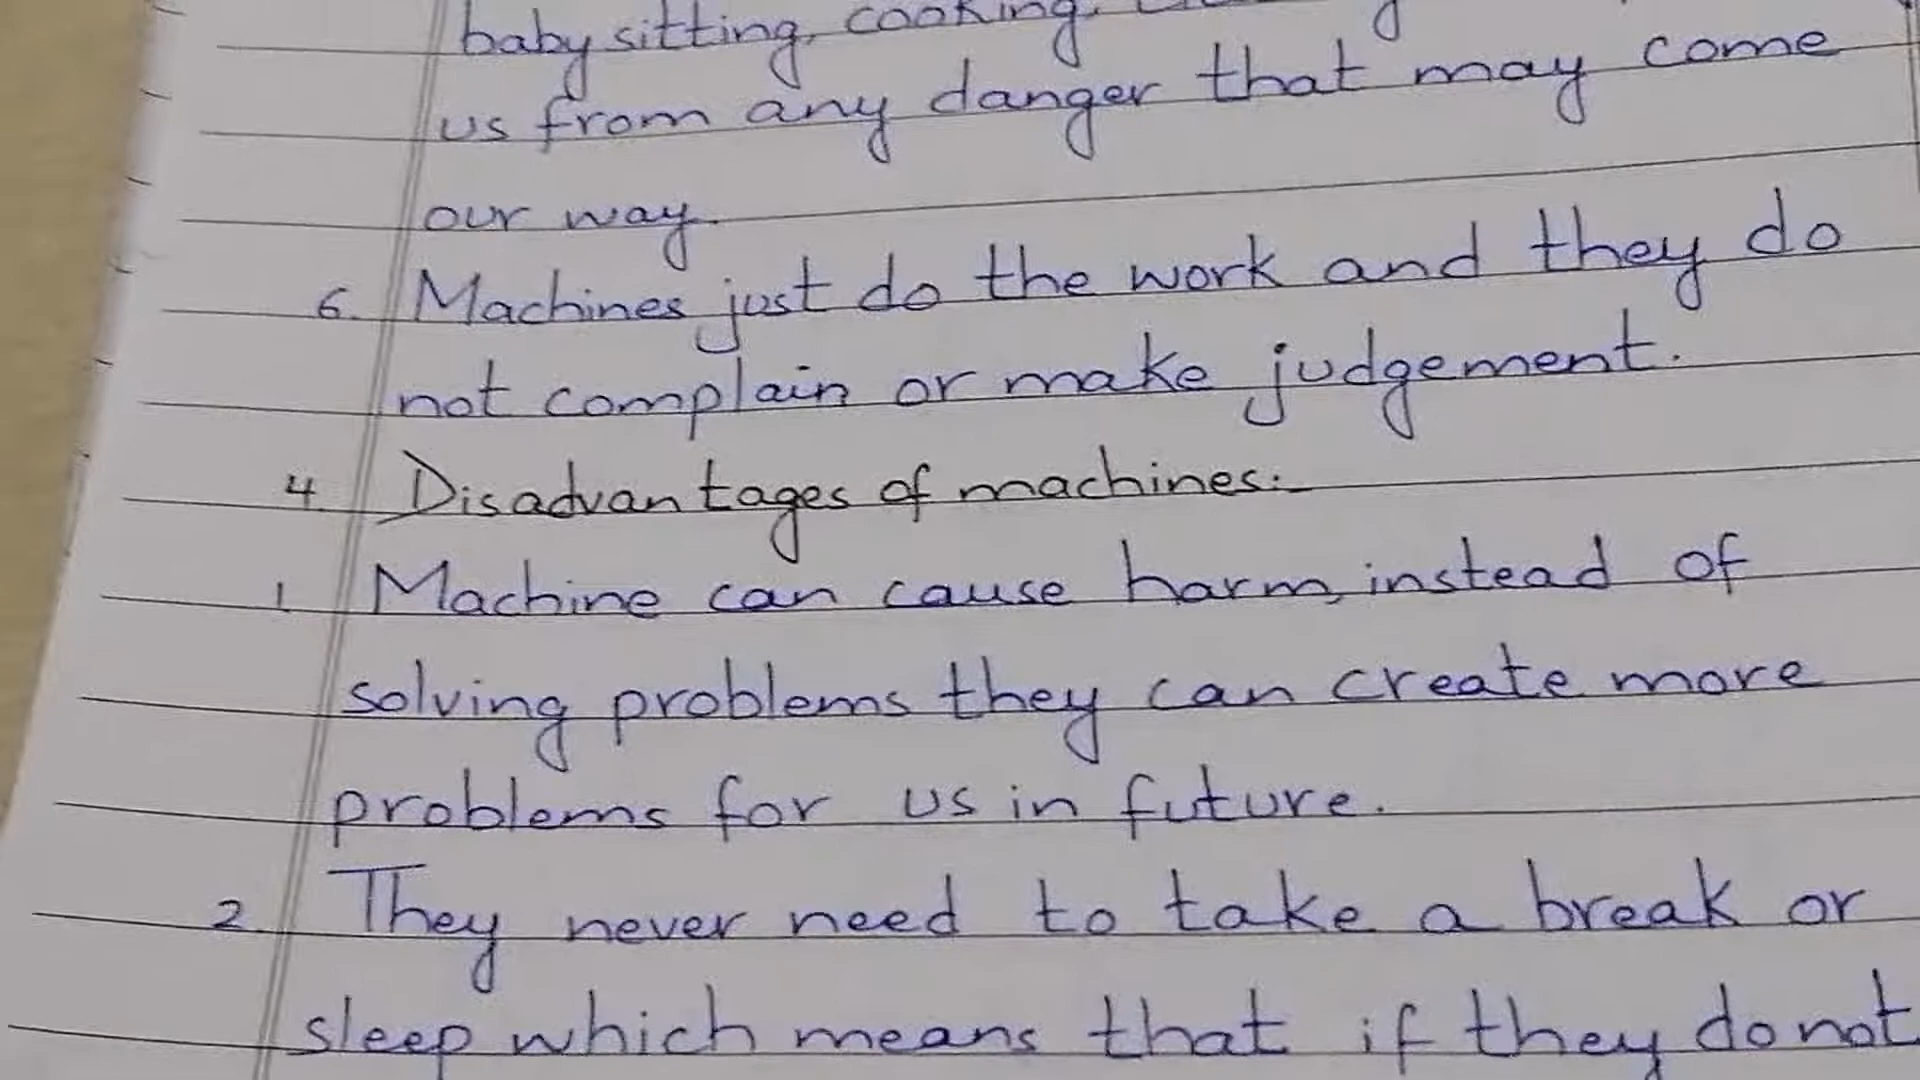 babysitting, cooking,
us from any danger that may come
our way.
6. Machines just do the work and they do
not complain or make judgement.
4. Disadvantages of machines:-
1. Machine can cause harm, instead of
solving problems they can create more
problems for us in future.
2. They never need to take a break or
sleep which means that if they do not